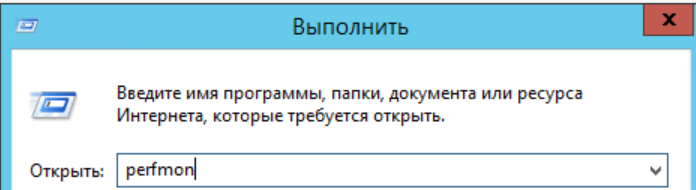 Выполнить
x
Введите имя программы, папки, документа или ресурса
Интернета, которые требуется открыть.
Открыть: perfmon